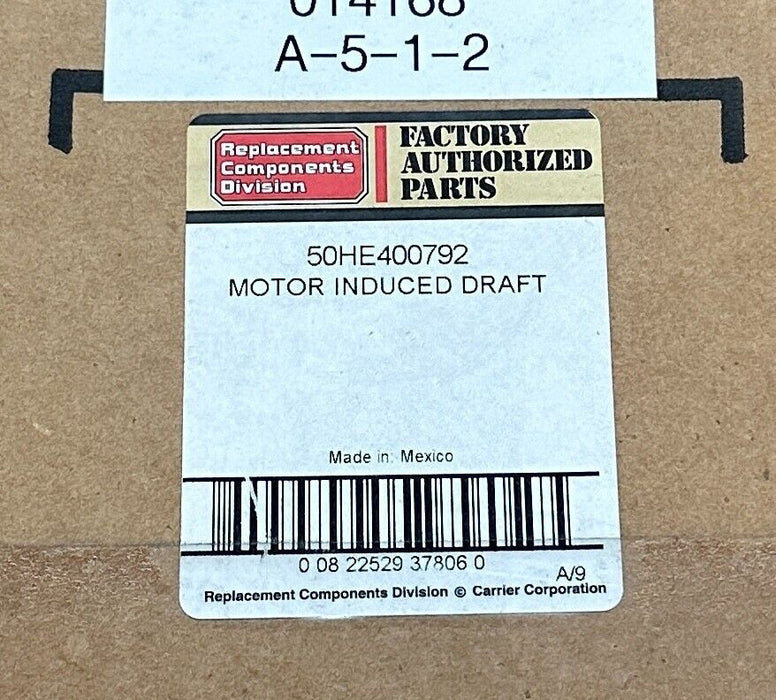 014168
A-5-1-2
Replacement
Components
Division
FACTORY
AUTHORIZED
PARTS
50HE400792
MOTOR INDUCED DRAFT
Made in: Mexico
0 08 22529 37806 0
A/9
Replacement Components Division © Carrier Corporation